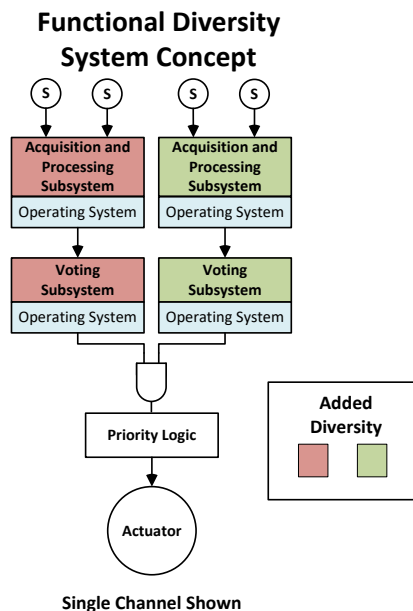 Functional Diversity
System Concept
S
S
S
S
Acquisition and
Processing
Subsystem
Operating System
Acquisition and
Processing
Subsystem
Operating System
Voting
Subsystem
Operating System
Voting
Subsystem
Operating System
Priority Logic
Actuator
Added
Diversity
Single Channel Shown